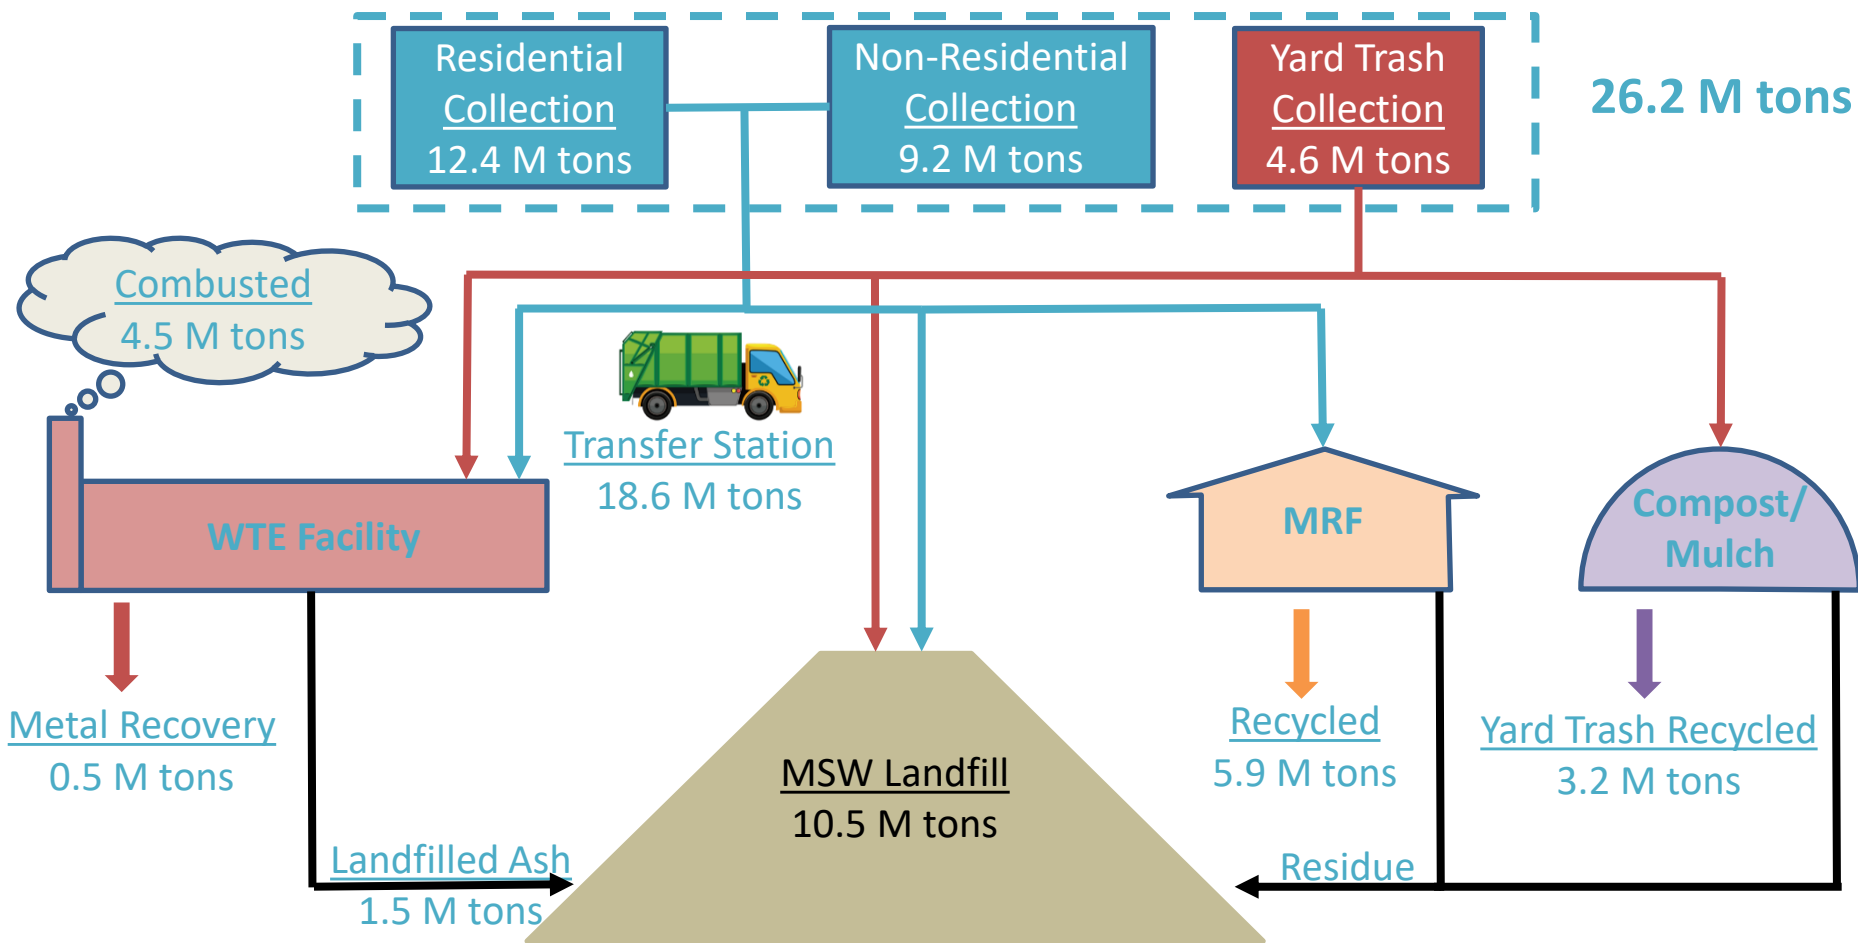 Residential
Collection
12.4 M tons
Non-Residential
Collection
9.2 M tons
Yard Trash
Collection
4.6 M tons
26.2 M tons
Combusted
4.5 M tons
Transfer Station
18.6 M tons
WTE Facility
MRF
Compost/
Mulch
Metal Recovery
0.5 M tons
MSW Landfill
10.5 M tons
Recycled
5.9 M tons
Yard Trash Recycled
3.2 M tons
Landfilled Ash
1.5 M tons
Residue